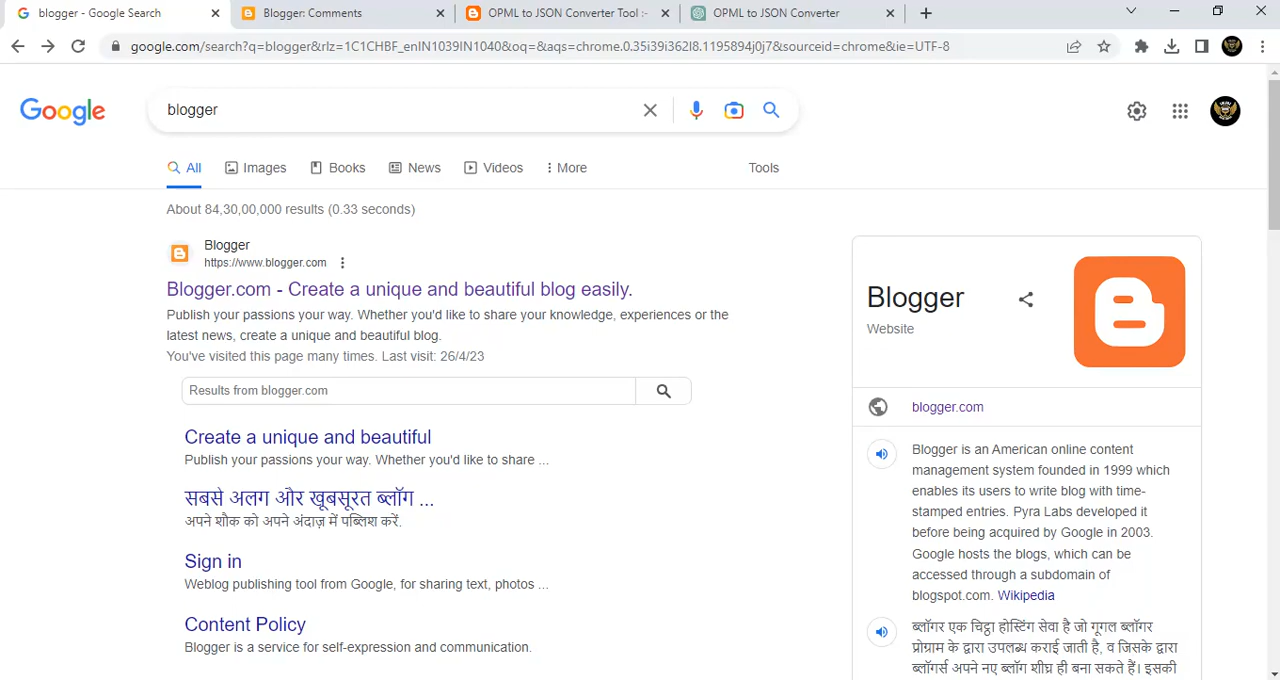 blogger - Google Search
Blogger: Comments
OPML to JSON Converter Tool :-
OPML to JSON Converter
google.com/search?q=blogger&rlz=1C1CHBF_enIN1039IN1040&oq=&aqs=chrome.0.35i39i362l8.1195894j0j7&sourceid=chrome&ie=UTF-8
Google
blogger
All
Images
Books
News
Videos
More
Tools
About 84,30,00,000 results (0.33 seconds)
Blogger
https://www.blogger.com
Blogger.com - Create a unique and beautiful blog easily.
Publish your passions your way. Whether you'd like to share your knowledge, experiences or the
latest news, create a unique and beautiful blog.
You've visited this page many times. Last visit: 26/4/23
Results from blogger.com
Create a unique and beautiful
Publish your passions your way. Whether you'd like to share ...
सबसे अलग और खूबसूरत ब्लॉग ...
अपने शौक को अपने अंदाज़ में पब्लिश करें.
Sign in
Weblog publishing tool from Google, for sharing text, photos ...
Content Policy
Blogger is a service for self-expression and communication.
Blogger
Website
blogger.com
Blogger is an American online content
management system founded in 1999 which
enables its users to write blog with time-
stamped entries. Pyra Labs developed it
before being acquired by Google in 2003.
Google hosts the blogs, which can be
accessed through a subdomain of
blogspot.com. Wikipedia
ब्लॉगर एक चिट्ठा होस्टिंग सेवा है जो गूगल ब्लॉगर
प्रोग्राम के द्वारा उपलब्ध कराई जाती है, व जिसके द्वारा
ब्लॉगर्स अपने नए ब्लॉग शीघ्र ही बना सकते हैं। इसकी